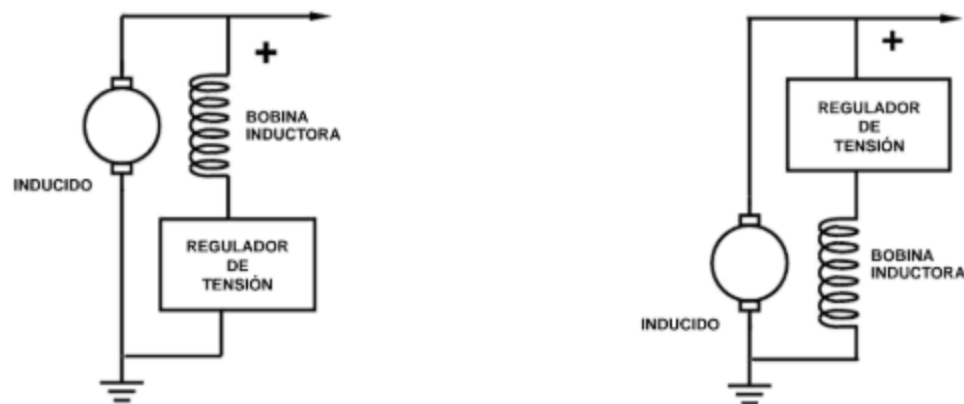 +
BOBINA
INDUCTORA
INDUCIDO
REGULADOR
DE
TENSIÓN
+
REGULADOR
DE
TENSIÓN
BOBINA
INDUCTORA
INDUCIDO